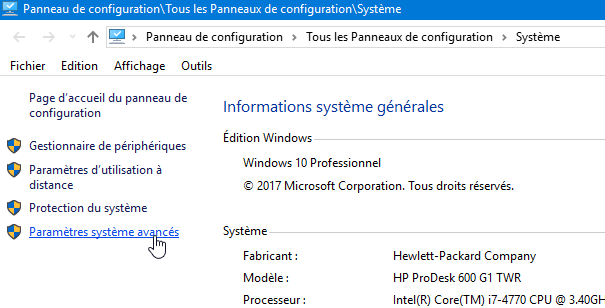 Panneau de configuration\Tous les Panneaux de configuration\Système
Panneau de configuration > Tous les Panneaux de configuration > Système
Fichier Edition Affichage Outils
Page d'accueil du panneau de
configuration
Gestionnaire de périphériques
Paramètres d'utilisation à
distance
Protection du système
Paramètres système avancés
Informations système générales
Édition Windows
Windows 10 Professionnel
© 2017 Microsoft Corporation. Tous droits réservés.
Système
Fabricant : Hewlett-Packard Company
Modèle : HP ProDesk 600 G1 TWR
Processeur : Intel(R) Core(TM) i7-4770 CPU @ 3.40GH